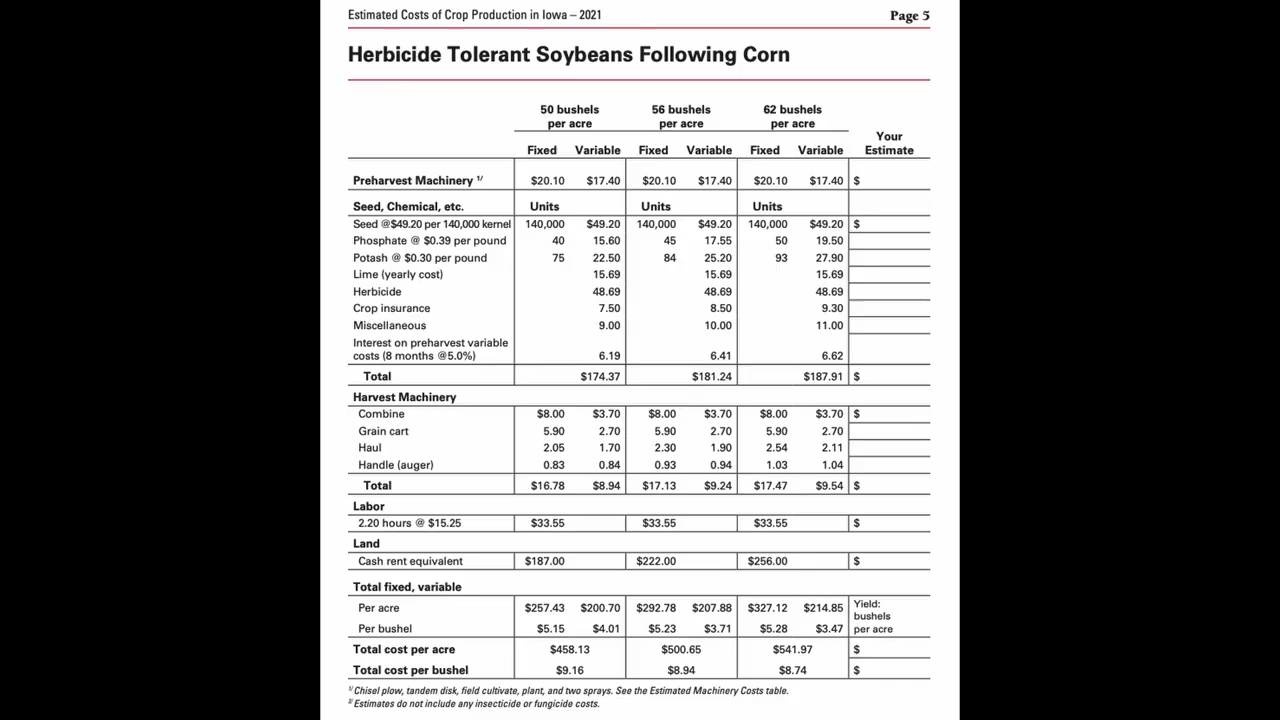 Estimated Costs of Crop Production in Iowa – 2021 Page 5
Herbicide Tolerant Soybeans Following Corn
50 bushels per acre 56 bushels per acre 62 bushels per acre
Your Estimate
Fixed Variable Fixed Variable Fixed Variable
Preharvest Machinery 1/ $20.10 $17.40 $20.10 $17.40 $20.10 $17.40 $
Seed, Chemical, etc. Units Units Units
Seed @$49.20 per 140,000 kernel 140,000 $49.20 140,000 $49.20 140,000 $49.20 $
Phosphate @ $0.39 per pound 40 15.60 45 17.55 50 19.50
Potash @ $0.30 per pound 75 22.50 84 25.20 93 27.90
Lime (yearly cost) 15.69 15.69 15.69
Herbicide 48.69 48.69 48.69
Crop insurance 7.50 8.50 9.30
Miscellaneous 9.00 10.00 11.00
Interest on preharvest variable
costs (8 months @5.0%) 6.19 6.41 6.62
Total $174.37 $181.24 $187.91 $
Harvest Machinery
Combine $8.00 $3.70 $8.00 $3.70 $8.00 $3.70 $
Grain cart 5.90 2.70 5.90 2.70 5.90 2.70
Haul 2.05 1.70 2.30 1.90 2.54 2.11
Handle (auger) 0.83 0.84 0.93 0.94 1.03 1.04
Total $16.78 $8.94 $17.13 $9.24 $17.47 $9.54 $
Labor
2.20 hours @ $15.25 $33.55 $33.55 $33.55 $
Land
Cash rent equivalent $187.00 $222.00 $256.00 $
Total fixed, variable
Per acre $257.43 $200.70 $292.78 $207.88 $327.12 $214.85 Yield:
bushels
Per bushel $5.15 $4.01 $5.23 $3.71 $5.28 $3.47 per acre
Total cost per acre $458.13 $500.65 $541.97 $
Total cost per bushel $9.16 $8.94 $8.74 $
1/ Chisel plow, tandem disk, field cultivate, plant, and two sprays. See the Estimated Machinery Costs table.
2/ Estimates do not include any insecticide or fungicide costs.